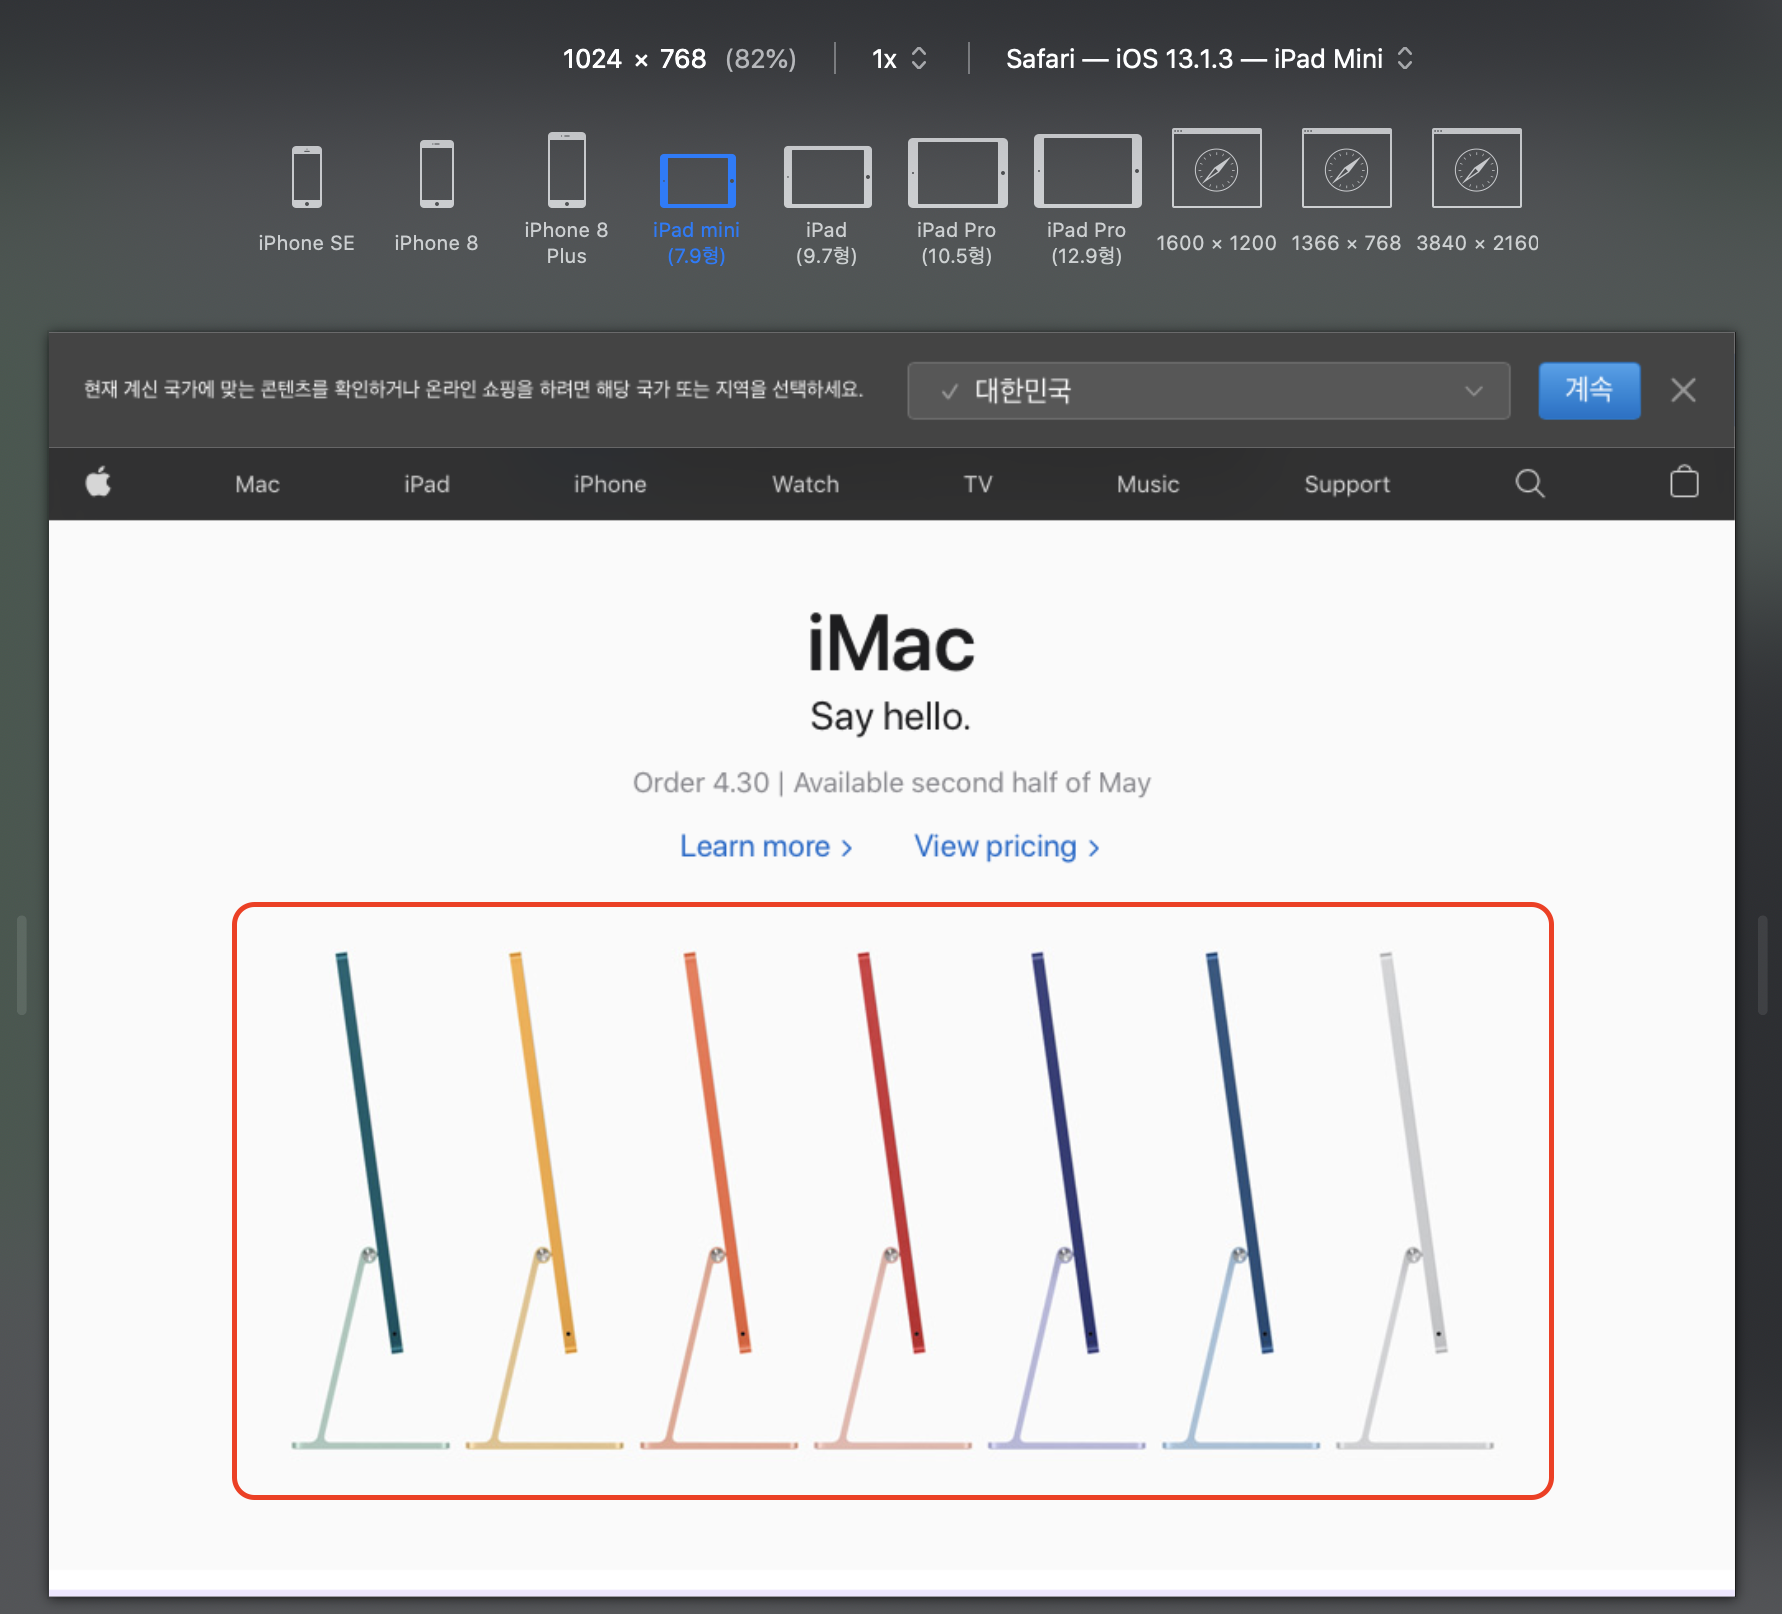 1024 × 768 (82%) 1x Safari — iOS 13.1.3 — iPad Mini
iPhone SE
iPhone 8
iPhone 8
Plus
iPad mini
(7.9형)
iPad
(9.7형)
iPad Pro
(10.5형)
iPad Pro
(12.9형)
1600 × 1200
1366 × 768
3840 × 2160
현재 계신 국가에 맞는 콘텐츠를 확인하거나 온라인 쇼핑을 하려면 해당 국가 또는 지역을 선택하세요. 대한민국 계속
Mac iPad iPhone Watch TV Music Support
iMac
Say hello.
Order 4.30 | Available second half of May
Learn more > View pricing >